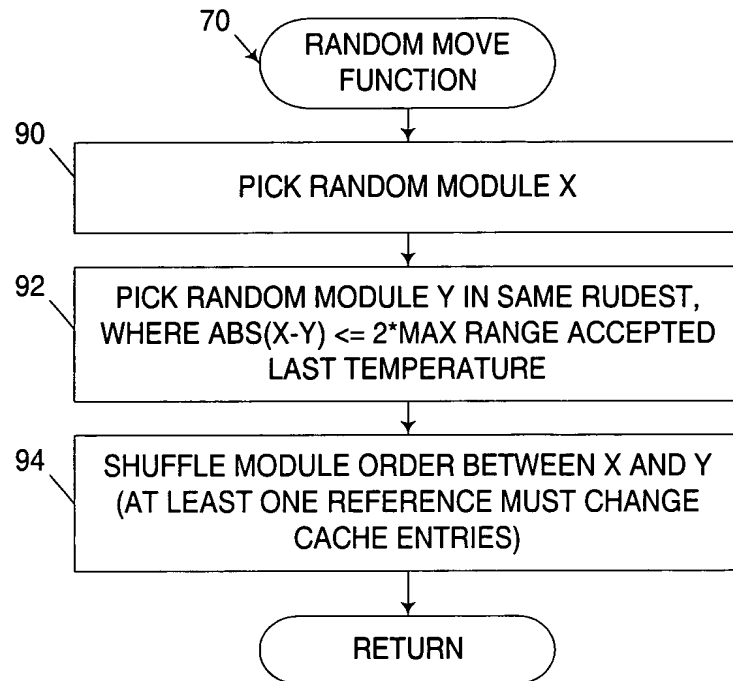 70
RANDOM MOVE
FUNCTION
90
PICK RANDOM MODULE X
92
PICK RANDOM MODULE Y IN SAME RUDEST,
WHERE ABS(X-Y) <= 2*MAX RANGE ACCEPTED
LAST TEMPERATURE
94
SHUFFLE MODULE ORDER BETWEEN X AND Y
(AT LEAST ONE REFERENCE MUST CHANGE
CACHE ENTRIES)
RETURN